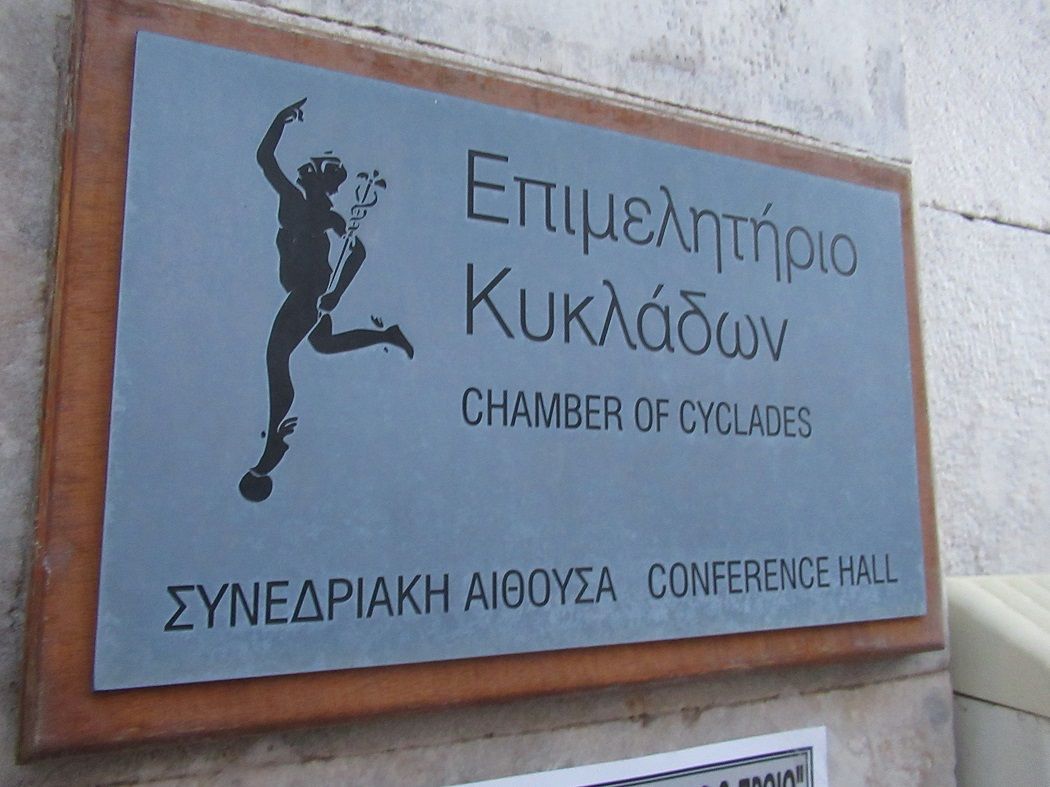 Επιμελητήριο
Κυκλάδων
CHAMBER OF CYCLADES
ΣΥΝΕΔΡΙΑΚΗ ΑΙΘΟΥΣΑ CONFERENCE HALL